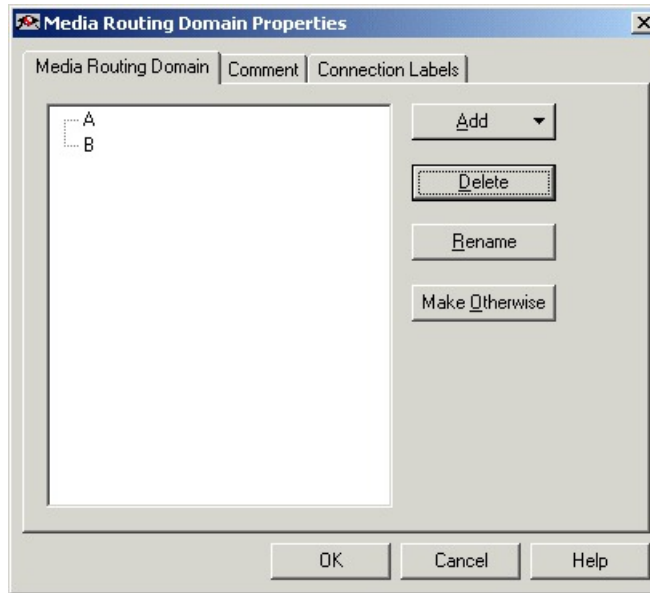 Media Routing Domain Properties
Media Routing Domain
Comment
Connection Labels
A
B
Add
Delete
Rename
Make Otherwise
OK
Cancel
Help